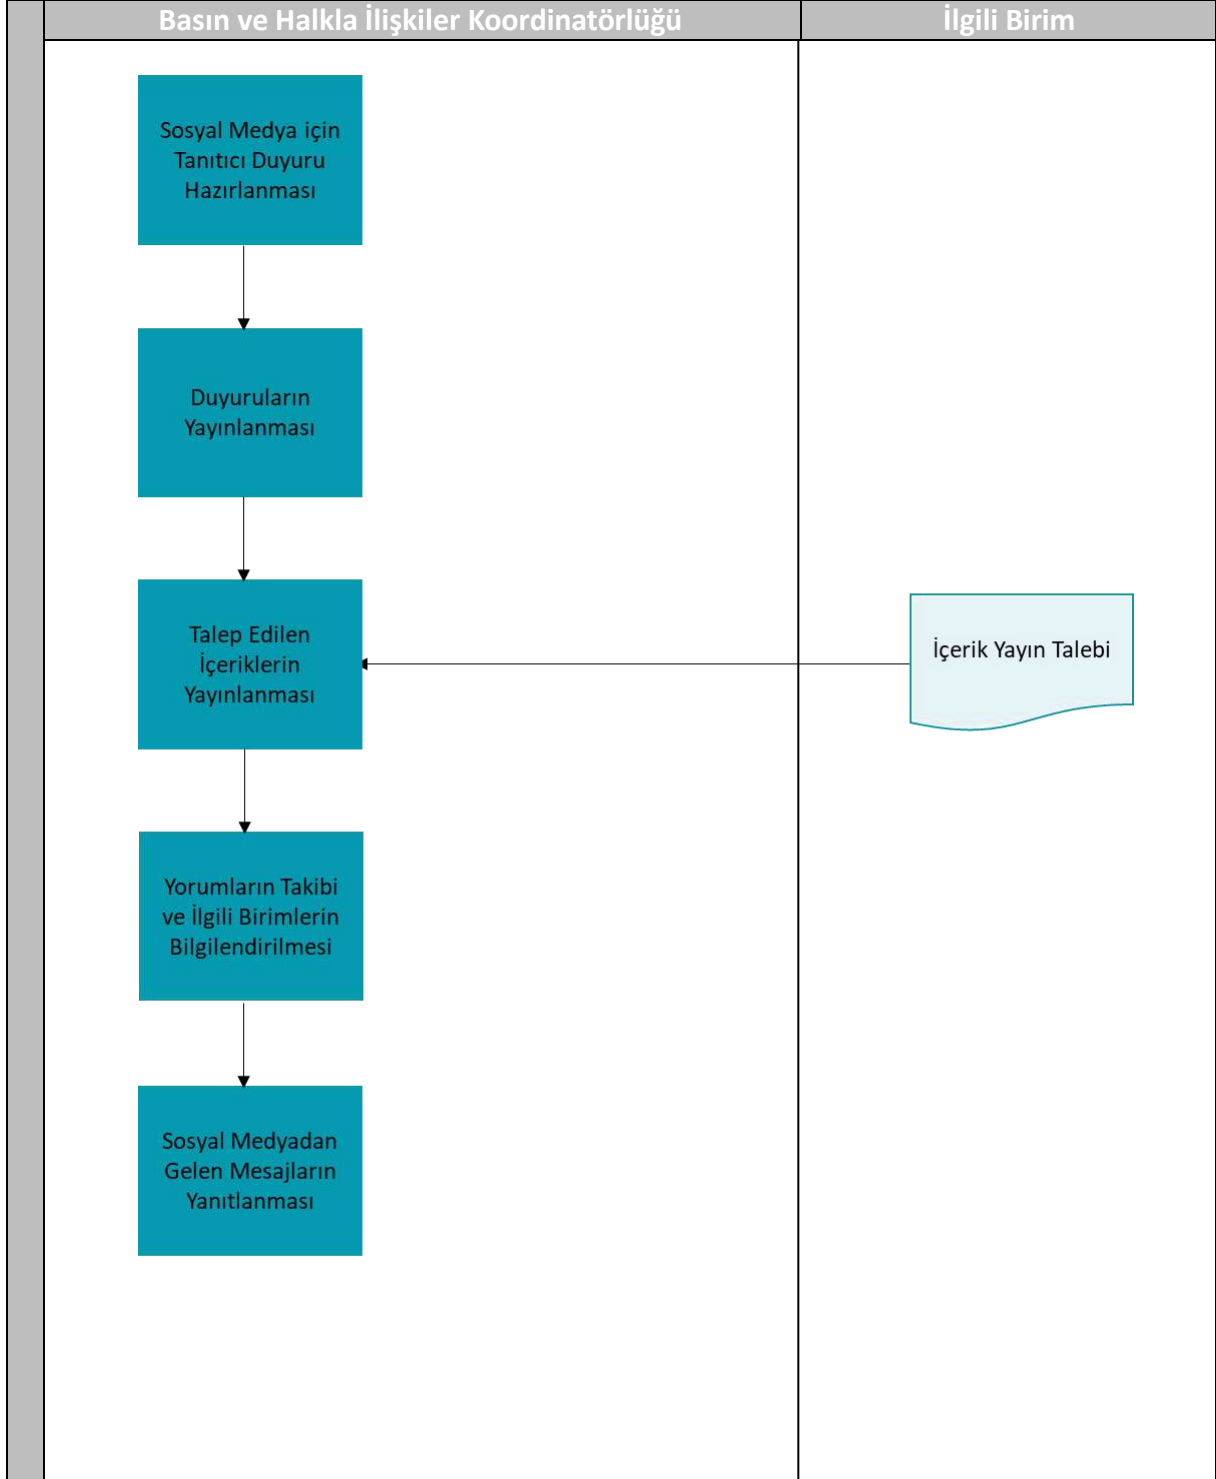 Basın ve Halkla İlişkiler Koordinatörlüğü
İlgili Birim
Sosyal Medya için
Tanıtıcı Duyuru
Hazırlanması
Duyuruların
Yayınlanması
Talep Edilen
İçeriklerin
Yayınlanması
İçerik Yayın Talebi
Yorumların Takibi
ve İlgili Birimlerin
Bilgilendirilmesi
Sosyal Medyadan
Gelen Mesajların
Yanıtlanması